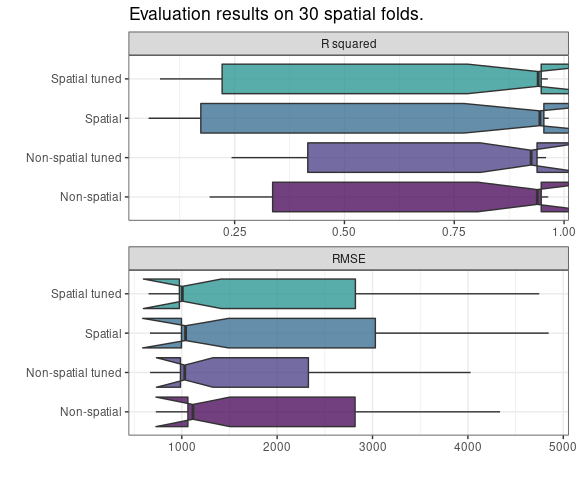 Evaluation results on 30 spatial folds.
R squared
Spatial tuned
Spatial
Non-spatial tuned
Non-spatial
0.25 0.50 0.75 1.00
RMSE
Spatial tuned
Spatial
Non-spatial tuned
Non-spatial
1000 2000 3000 4000 5000